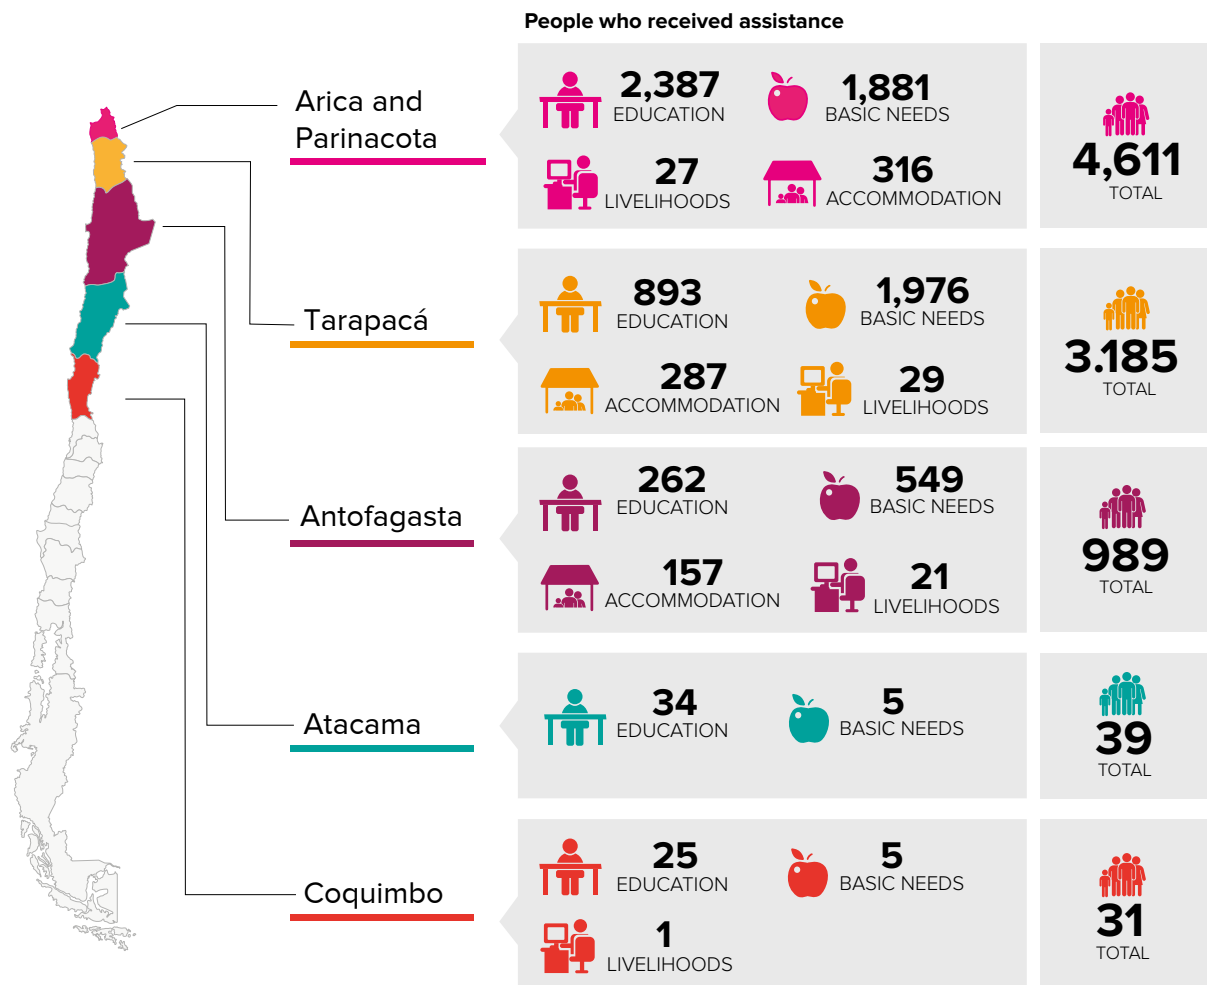 People who received assistance
Arica and
Parinacota
2,387
EDUCATION
1,881
BASIC NEEDS
27
LIVELIHOODS
316
ACCOMMODATION
4,611
TOTAL
Tarapacá
893
EDUCATION
1,976
BASIC NEEDS
287
ACCOMMODATION
29
LIVELIHOODS
3.185
TOTAL
Antofagasta
262
EDUCATION
549
BASIC NEEDS
157
ACCOMMODATION
21
LIVELIHOODS
989
TOTAL
Atacama
34
EDUCATION
5
BASIC NEEDS
39
TOTAL
Coquimbo
25
EDUCATION
5
BASIC NEEDS
1
LIVELIHOODS
31
TOTAL